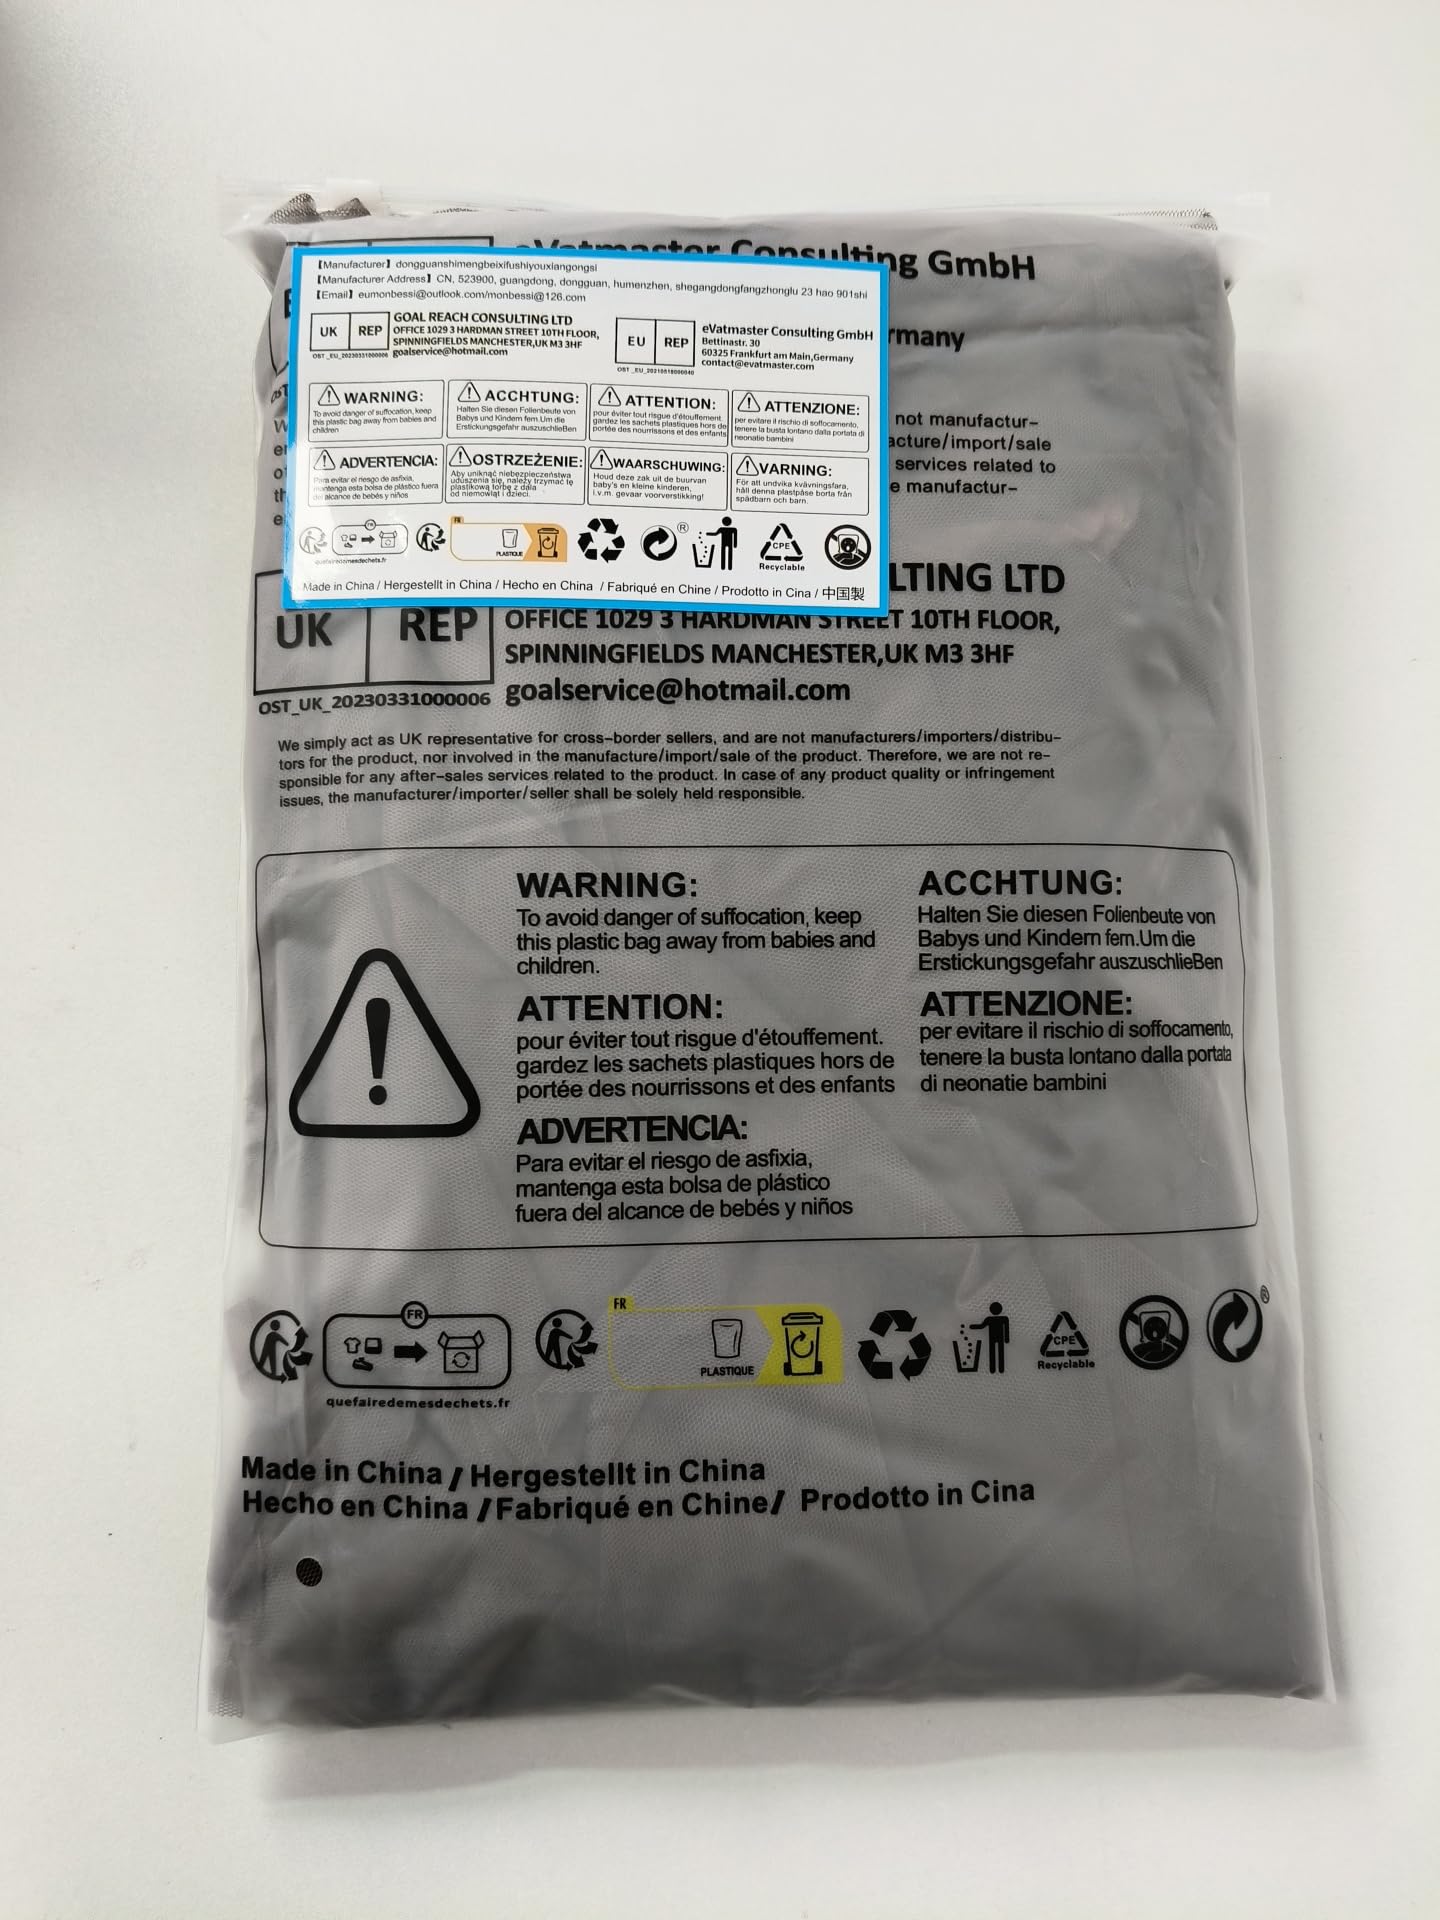 eVatmaster Consulting GmbH
【Manufacturer】 dongguanshimengbeixifushiyouxiangongsi
【Manufacturer Address】 CN, 523900, guangdong, dongguan, humenzhen, shegangdongfangzhonglu 23 hao 901shi
【Email】 eumonbessi@outlook.com/monbessi@126.com
UK REP
GOAL REACH CONSULTING LTD
OFFICE 1029 3 HARDMAN STREET 10TH FLOOR,
SPINNINGFIELDS MANCHESTER,UK M3 3HF
goalservice@hotmail.com
OST_EU_20230331000006
EU REP
eVatmaster Consulting GmbH
Bettinastr. 30
60325 Frankfurt am Main,Germany
contact@evatmaster.com
OST_EU_20210818000040
WARNING:
To avoid danger of suffocation, keep
this plastic bag away from babies and
children
ACCHTUNG:
Halten Sie diesen Folienbeute von
Babys und Kindern fern.Um die
Erstickungsgefahr auszuschlieBen
ATTENTION:
pour éviter tout risgue d'étouffement.
gardez les sachets plastiques hors de
portée des nourrissons et des enfants
ATTENZIONE:
per evitare il rischio di soffocamento,
tenere la busta lontano dalla portata di
neonatie bambini
ADVERTENCIA:
Para evitar el riesgo de asfixia,
mantenga esta bolsa de plástico fuera
del alcance de bebés y niños
OSTRZEŻENIE:
Aby uniknąć niebezpieczeństwa
uduszenia się, należy trzymać tę
plastikową torbę z dala
od niemowląt i dzieci.
WAARSCHUWING:
Houd deze zak uit de buurvan
baby's en kleine kinderen,
i.v.m. gevaar voorverstikking!
VARNING:
För att undvika kvävningsfara,
håll denna plastpåse borta från
spädbarn och barn.
FR
quefairedemesdechets.fr
FR
PLASTIQUE
®
CPE
Recyclable
Made in China / Hergestellt in China / Hecho en China / Fabriqué en Chine / Prodotto in Cina / 中国製
rmany
not manufactur-
acture/import/sale
services related to
e manufactur-
LTING LTD
UK REP
OFFICE 1029 3 HARDMAN STREET 10TH FLOOR,
SPINNINGFIELDS MANCHESTER,UK M3 3HF
OST_UK_20230331000006 goalservice@hotmail.com
We simply act as UK representative for cross-border sellers, and are not manufacturers/importers/distribu-
tors for the product, nor involved in the manufacture/import/sale of the product. Therefore, we are not re-
sponsible for any after-sales services related to the product. In case of any product quality or infringement
issues, the manufacturer/importer/seller shall be solely held responsible.
WARNING:
To avoid danger of suffocation, keep
this plastic bag away from babies and
children.
ACCHTUNG:
Halten Sie diesen Folienbeute von
Babys und Kindern fern.Um die
Erstickungsgefahr auszuschlieBen
ATTENTION:
pour éviter tout risgue d'étouffement.
gardez les sachets plastiques hors de
portée des nourrissons et des enfants
ATTENZIONE:
per evitare il rischio di soffocamento,
tenere la busta lontano dalla portata
di neonatie bambini
ADVERTENCIA:
Para evitar el riesgo de asfixia,
mantenga esta bolsa de plástico
fuera del alcance de bebés y niños
FR
quefairedemesdechets.fr
FR
PLASTIQUE
CPE
Recyclable
®
Made in China / Hergestellt in China
Hecho en China / Fabriqué en Chine / Prodotto in Cina